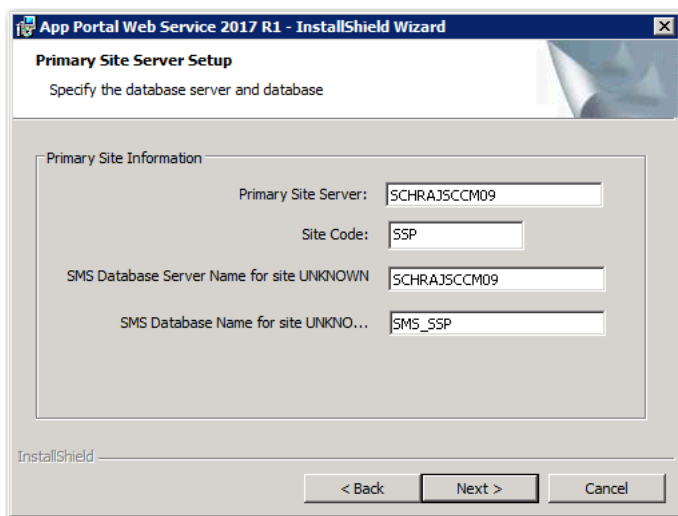 App Portal Web Service 2017 R1 - InstallShield Wizard
Primary Site Server Setup
Specify the database server and database
Primary Site Information
Primary Site Server: SCHRAJSCCM09
Site Code: SSP
SMS Database Server Name for site UNKNOWN SCHRAJSCCM09
SMS Database Name for site UNKNO... SMS_SSP
InstallShield
< Back Next > Cancel